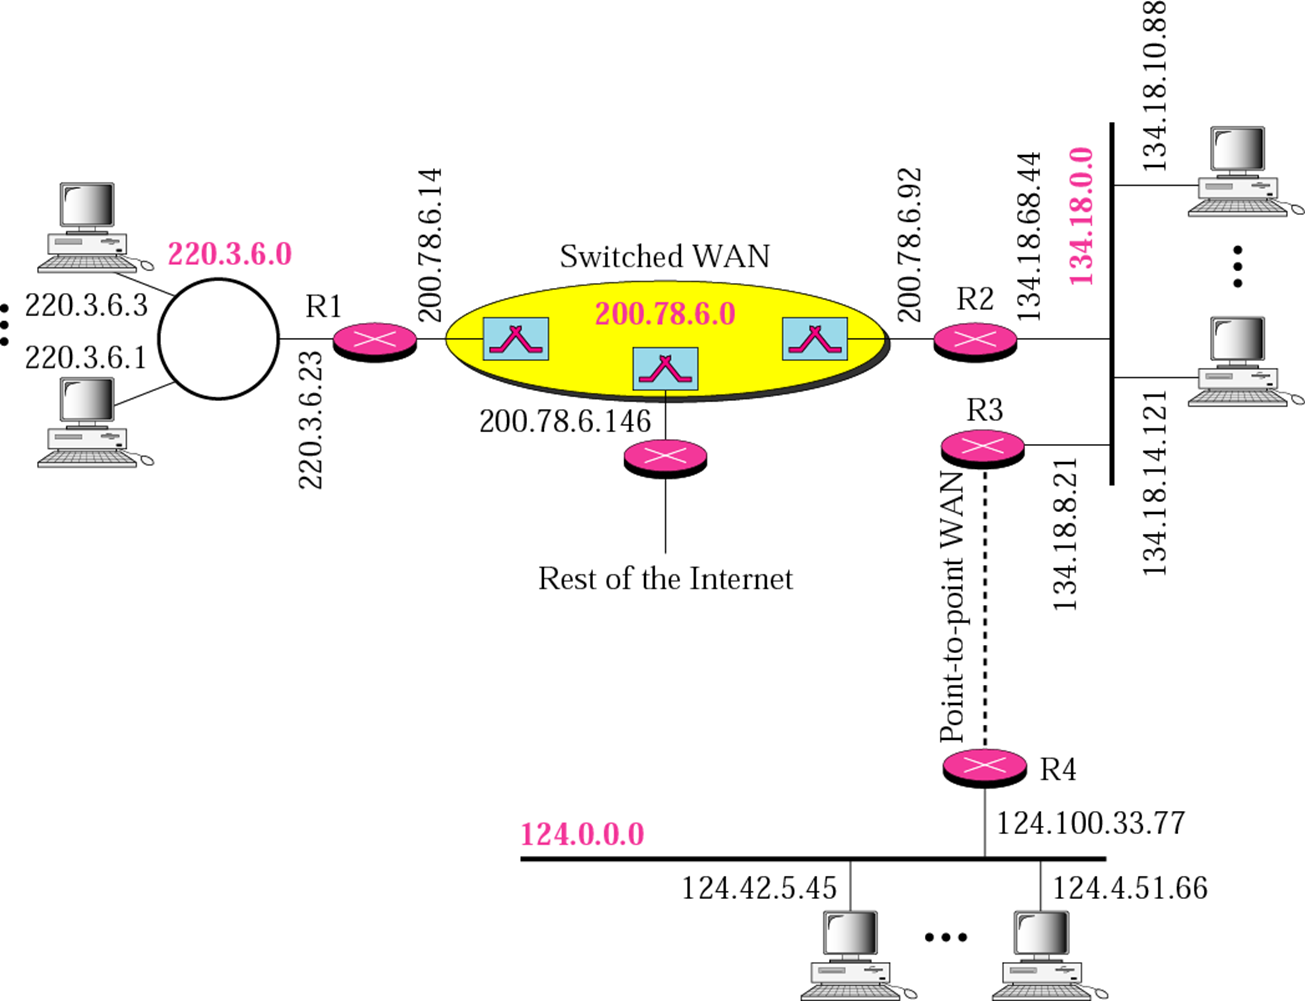 134.18.10.88
134.18.0.0
134.18.68.44
200.78.6.92
200.78.6.14
220.3.6.0
Switched WAN
220.3.6.3
R1
200.78.6.0
R2
220.3.6.1
220.3.6.23
200.78.6.146
R3
134.18.14.121
134.18.8.21
Point-to-point WAN
Rest of the Internet
R4
124.100.33.77
124.0.0.0
124.42.5.45
124.4.51.66